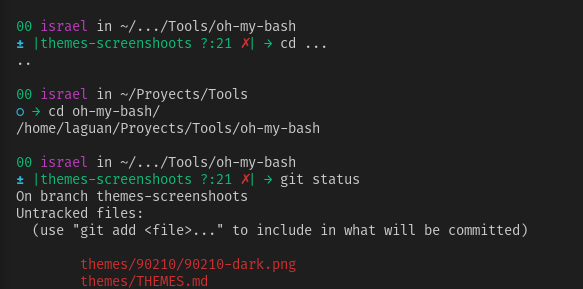 00 israel in ~/.../Tools/oh-my-bash
± |themes-screenshoots ?:21 ✗| → cd ...
..
00 israel in ~/Proyects/Tools
○ → cd oh-my-bash/
/home/laguan/Proyects/Tools/oh-my-bash
00 israel in ~/.../Tools/oh-my-bash
± |themes-screenshoots ?:21 ✗| → git status
On branch themes-screenshoots
Untracked files:
(use "git add <file>..." to include in what will be committed)
themes/90210/90210-dark.png
themes/THEMES.md